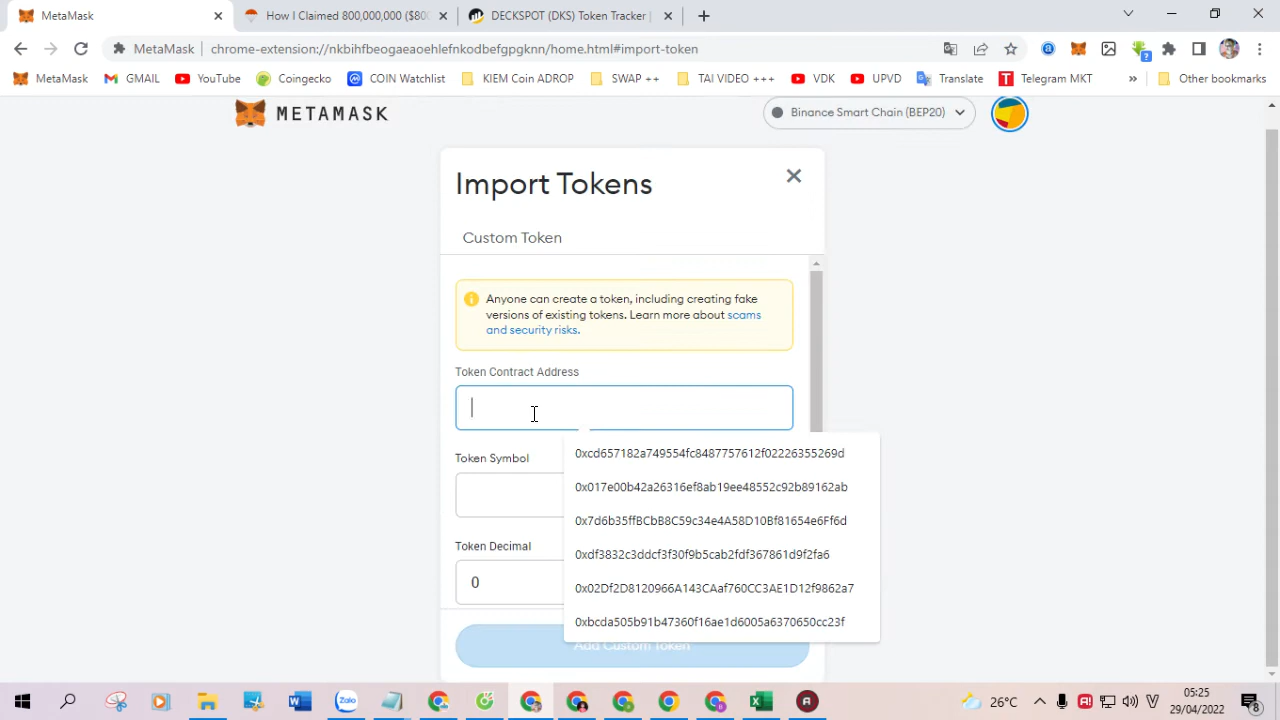 MetaMask
How I Claimed 800,000,000 ($80
DECKSPOT (DKS) Token Tracker |
MetaMask
chrome-extension://nkbihfbeogaeaoehlefnkodbefgpgknn/home.html#import-token
MetaMask
GMAIL
YouTube
Coingecko
COIN Watchlist
KIEM Coin ADROP
SWAP ++
TAI VIDEO +++
VDK
UPVD
Translate
Telegram MKT
»
Other bookmarks
METAMASK
Binance Smart Chain (BEP20)
Import Tokens
Custom Token
Anyone can create a token, including creating fake
versions of existing tokens. Learn more about scams
and security risks.
Token Contract Address
0xcd657182a749554fc8487757612f02226355269d
Token Symbol
0x017e00b42a26316ef8ab19ee48552c92b89162ab
0x7d6b35ffBCbB8C59c34e4A58D10Bf81654e6Ff6d
Token Decimal
0xdf3832c3ddcf3f30f9b5cab2fdf367861d9f2fa6
0
0x02Df2D8120966A143CAaf760CC3AE1D12f9862a7
0xbcda505b91b47360f16ae1d6005a6370650cc23f
Add Custom Token
Zalo
26°C
05:25
29/04/2022
8